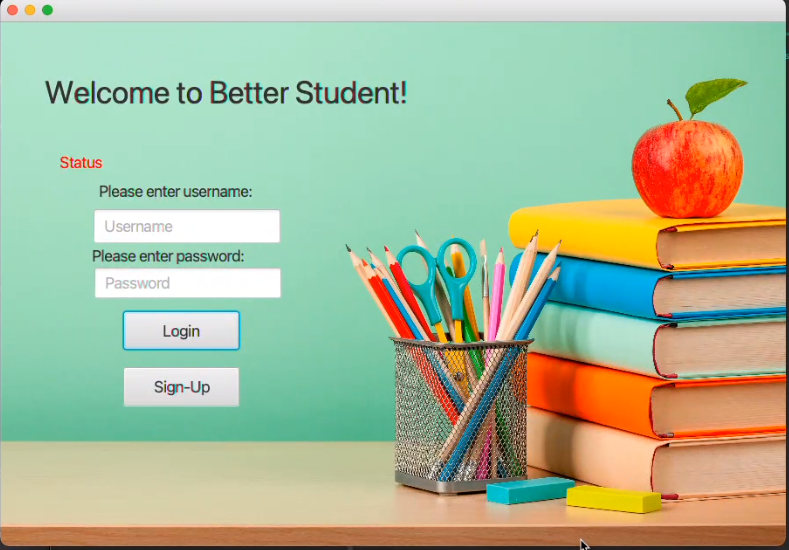 Welcome to Better Student!
Status
Please enter username:
Username
Please enter password:
Password
Login
Sign-Up